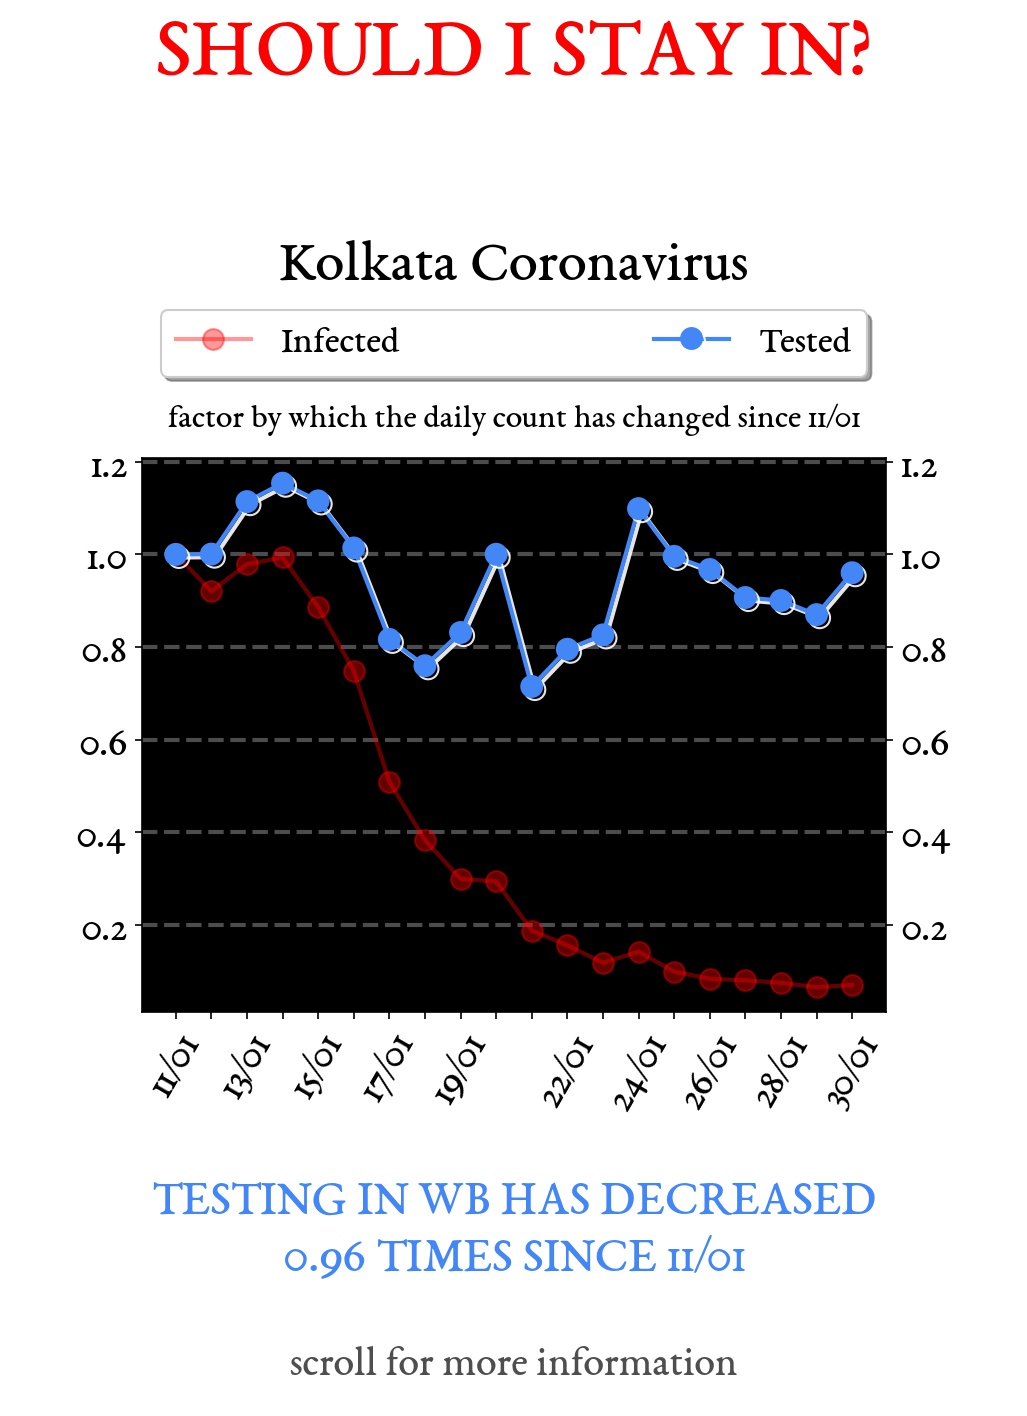 SHOULD I STAY IN?
Kolkata Coronavirus
Infected Tested
factor by which the daily count has changed since 11/01
1.2 1.2
1.0 1.0
0.8 0.8
0.6 0.6
0.4 0.4
0.2 0.2
11/01 13/01 15/01 17/01 19/01 22/01 24/01 26/01 28/01 30/01
TESTING IN WB HAS DECREASED
0.96 TIMES SINCE 11/01
scroll for more information